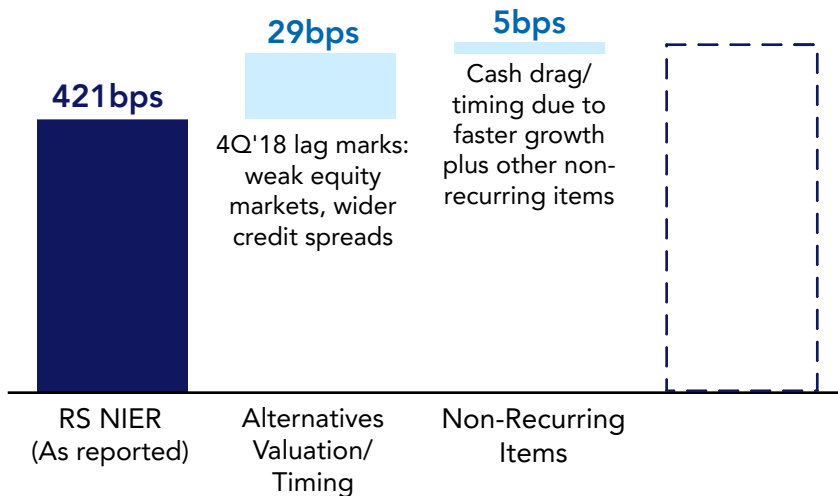 421bps
29bps
4Q'18 lag marks:
weak equity
markets, wider
credit spreads
5bps
Cash drag/
timing due to
faster growth
plus other non-
recurring items
RS NIER
(As reported)
Alternatives
Valuation/
Timing
Non-Recurring
Items